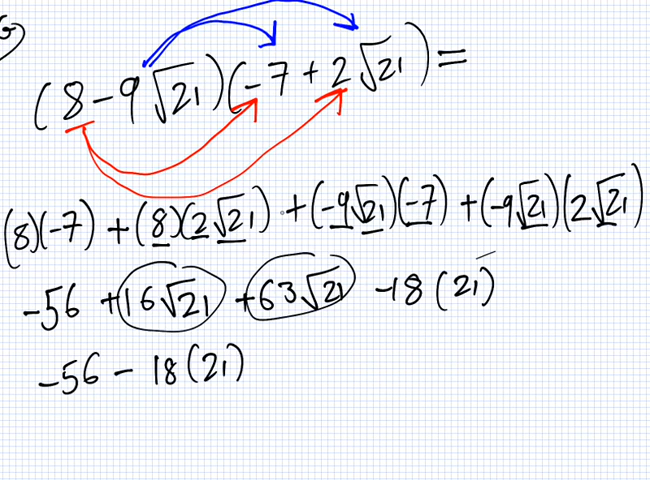 (8-9√21)(-7+2√21)=
(8)(-7)+(8)(2√21)+(-9√21)(-7)+(-9√21)(2√21)
-56 +16√21 +63√21 -18(21)
-56-18(21)